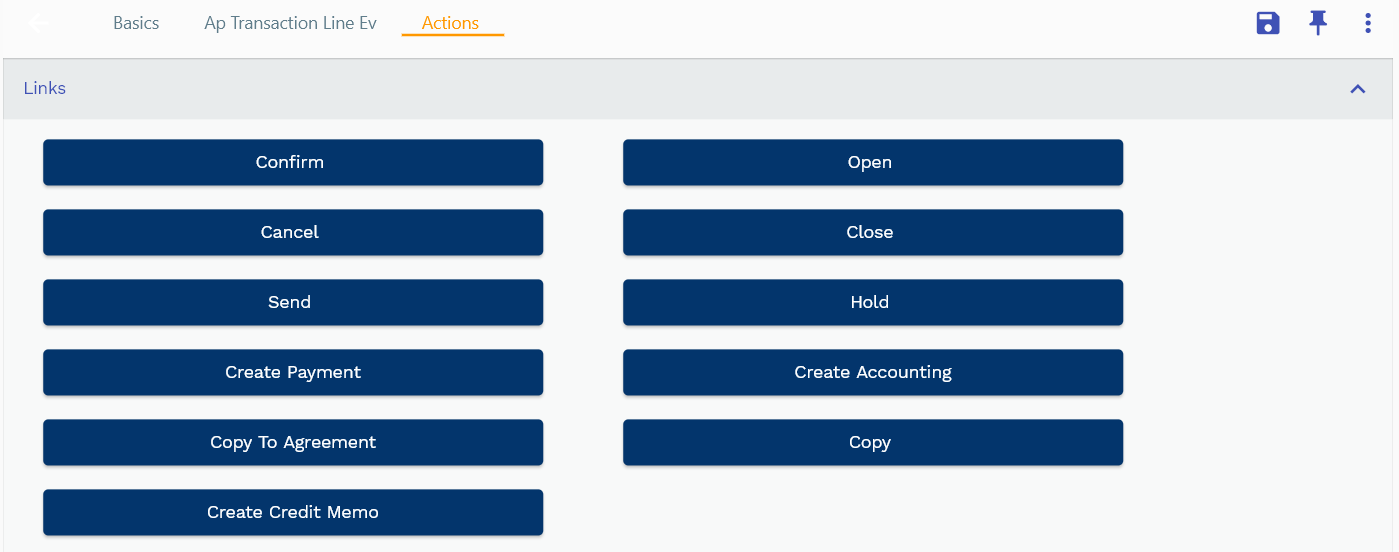 Basics Ap Transaction Line Ev Actions
Links
Confirm Open
Cancel Close
Send Hold
Create Payment Create Accounting
Copy To Agreement Copy
Create Credit Memo